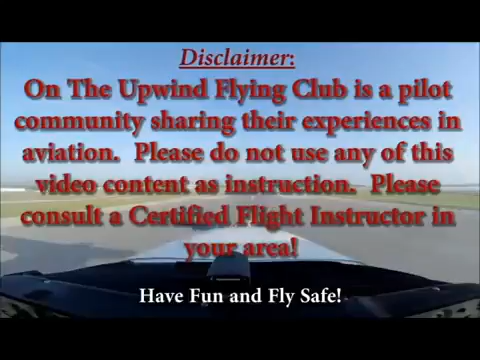 Disclaimer:
On The Upwind Flying Club is a pilot
community sharing their experiences in
aviation.  Please do not use any of this
video content as instruction.  Please
consult a Certified Flight Instructor in
your area!
Have Fun and Fly Safe!